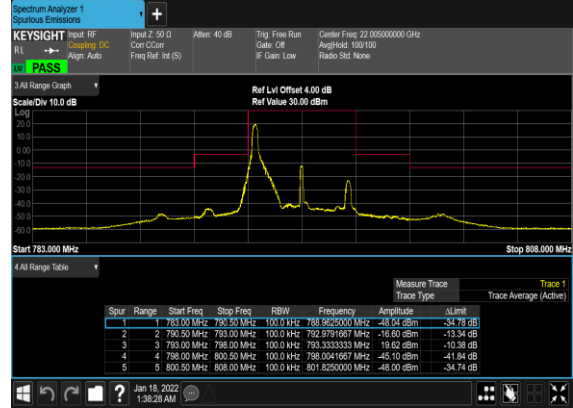 Spectrum Analyzer 1
Spurious Emissions
KEYSIGHT Input: RF Input Z: 50 Ω Atten: 40 dB Trig: Free Run Center Freq: 22.005000000 GHz
RL Coupling: DC Corr CCorr Gate: Off Avg|Hold: 100/100
Align: Auto Freq Ref: Int (S) IF Gain: Low Radio Std: None
PASS
3 All Range Graph
Ref Lvl Offset 4.00 dB
Scale/Div 10.0 dB Ref Value 30.00 dBm
Log
20.0
10.0
0.00
-10.0
-20.0
-30.0
-40.0
-50.0
-60.0
Start 783.000 MHz Stop 808.000 MHz
4 All Range Table
Measure Trace Trace 1
Trace Type Trace Average (Active)
Spur Range Start Freq Stop Freq RBW Frequency Amplitude ΔLimit
1 1 783.00 MHz 790.50 MHz 100.0 kHz 788.9625000 MHz -48.04 dBm -34.78 dB
2 2 790.50 MHz 793.00 MHz 100.0 kHz 792.9791667 MHz -16.60 dBm -13.34 dB
3 3 793.00 MHz 798.00 MHz 100.0 kHz 793.3333333 MHz 19.62 dBm -10.38 dB
4 4 798.00 MHz 800.50 MHz 100.0 kHz 798.0041667 MHz -45.10 dBm -41.84 dB
5 5 800.50 MHz 808.00 MHz 100.0 kHz 801.8250000 MHz -48.00 dBm -34.74 dB
Jan 18, 2022
1:38:28 AM